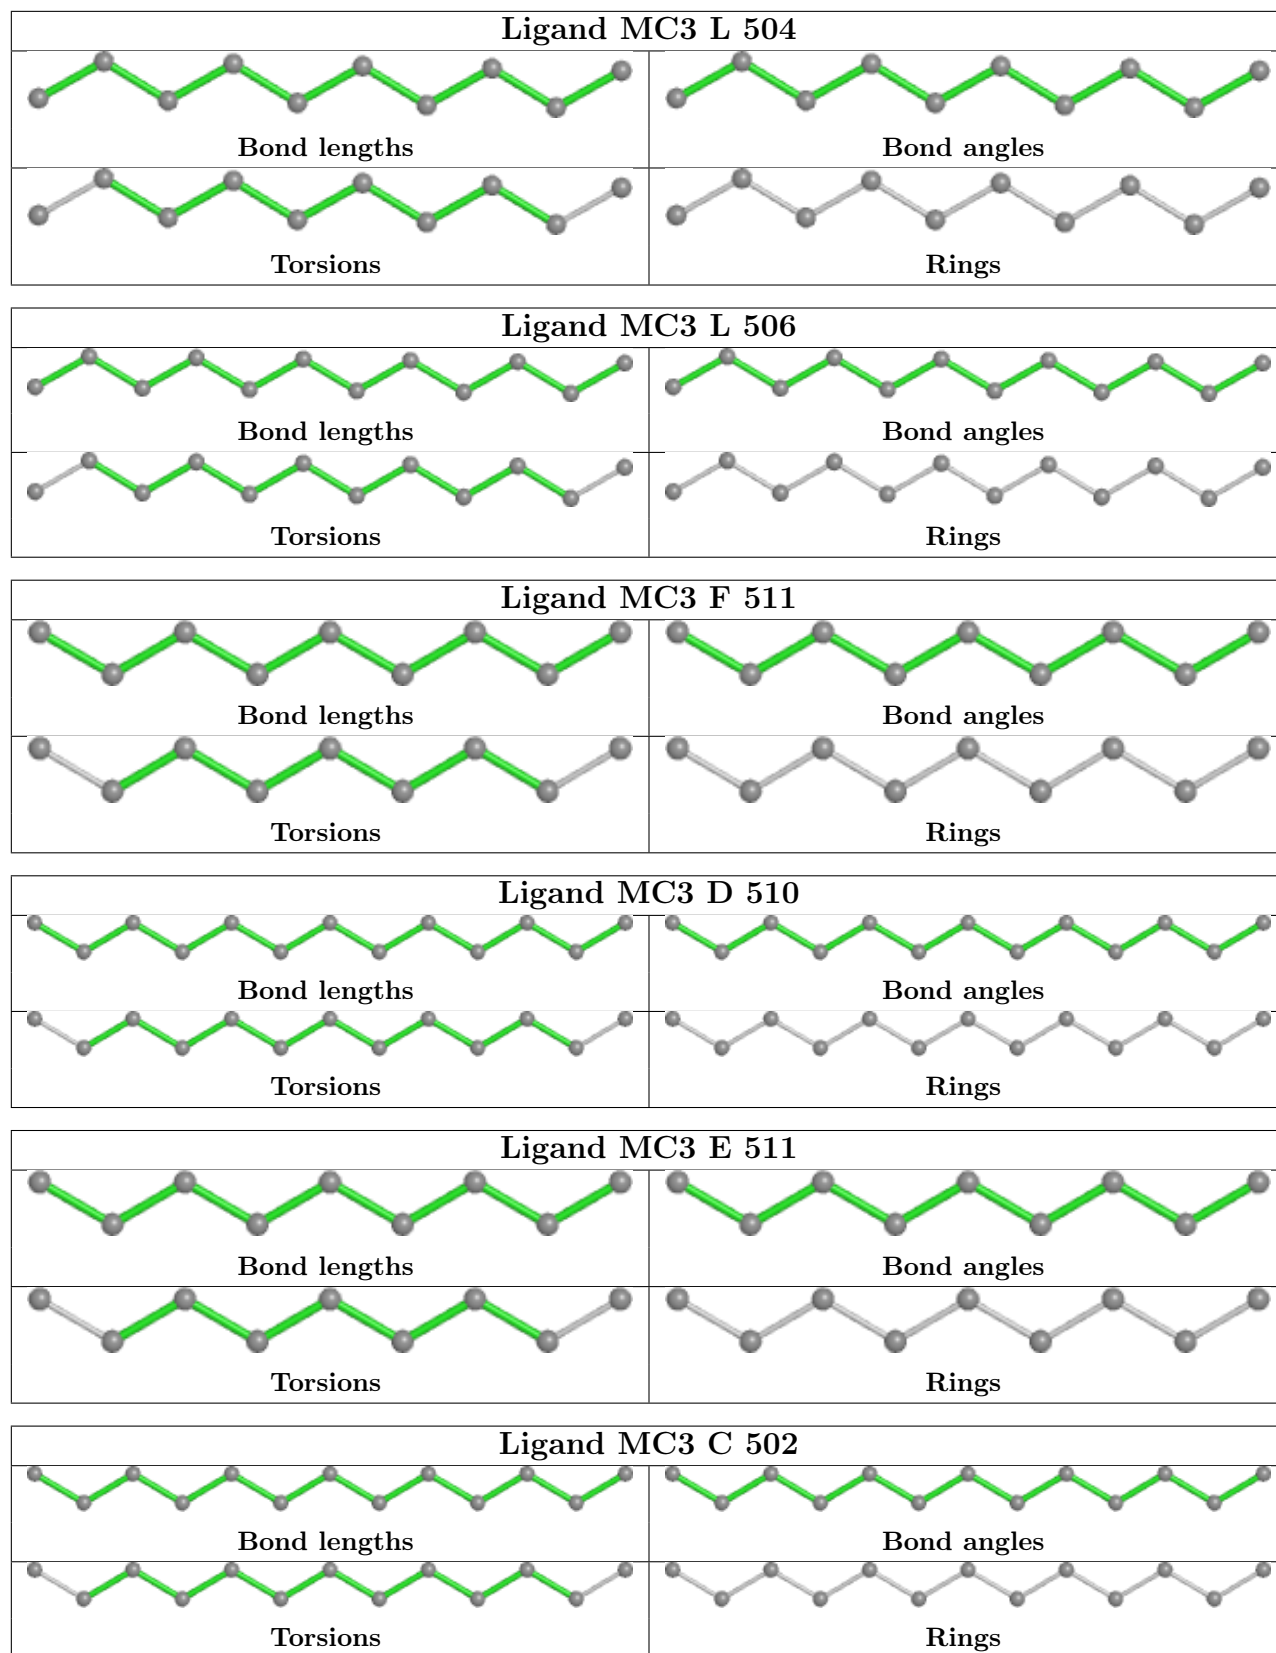 Ligand MC3 L 504
Bond lengths
Bond angles
Torsions
Rings
Ligand MC3 L 506
Bond lengths
Bond angles
Torsions
Rings
Ligand MC3 F 511
Bond lengths
Bond angles
Torsions
Rings
Ligand MC3 D 510
Bond lengths
Bond angles
Torsions
Rings
Ligand MC3 E 511
Bond lengths
Bond angles
Torsions
Rings
Ligand MC3 C 502
Bond lengths
Bond angles
Torsions
Rings